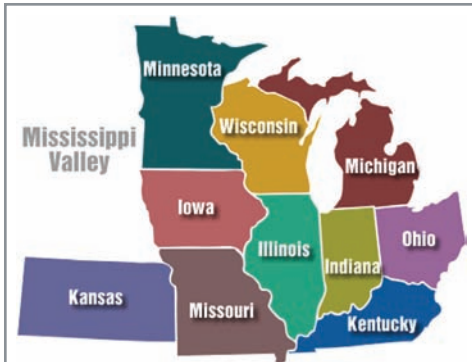 Minnesota
Wisconsin
Mississippi
Valley
Michigan
Iowa
Ohio
Illinois
Indiana
Kansas
Missouri
Kentucky